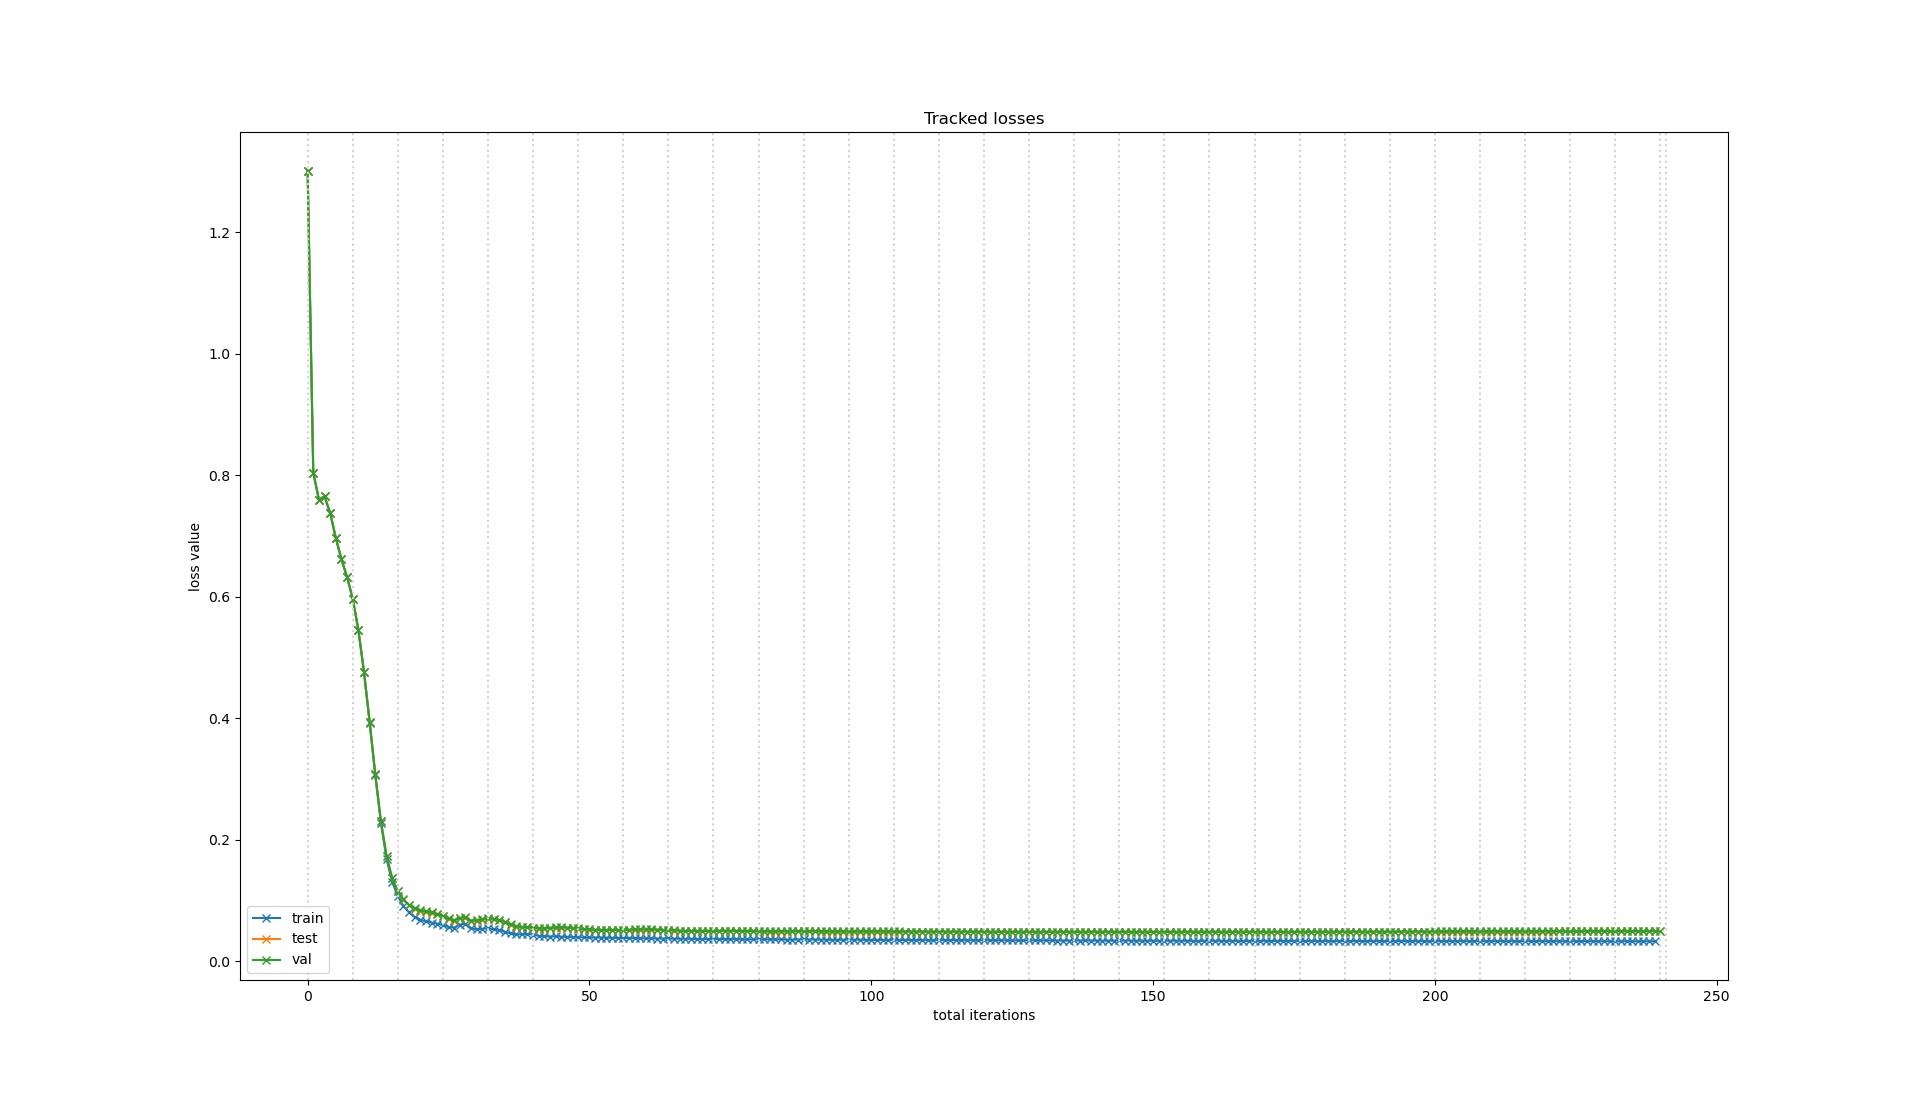 Tracked losses
loss value
1.2
1.0
0.8
0.6
0.4
0.2
0.0
train
test
val
0 50 100 150 200 250
total iterations